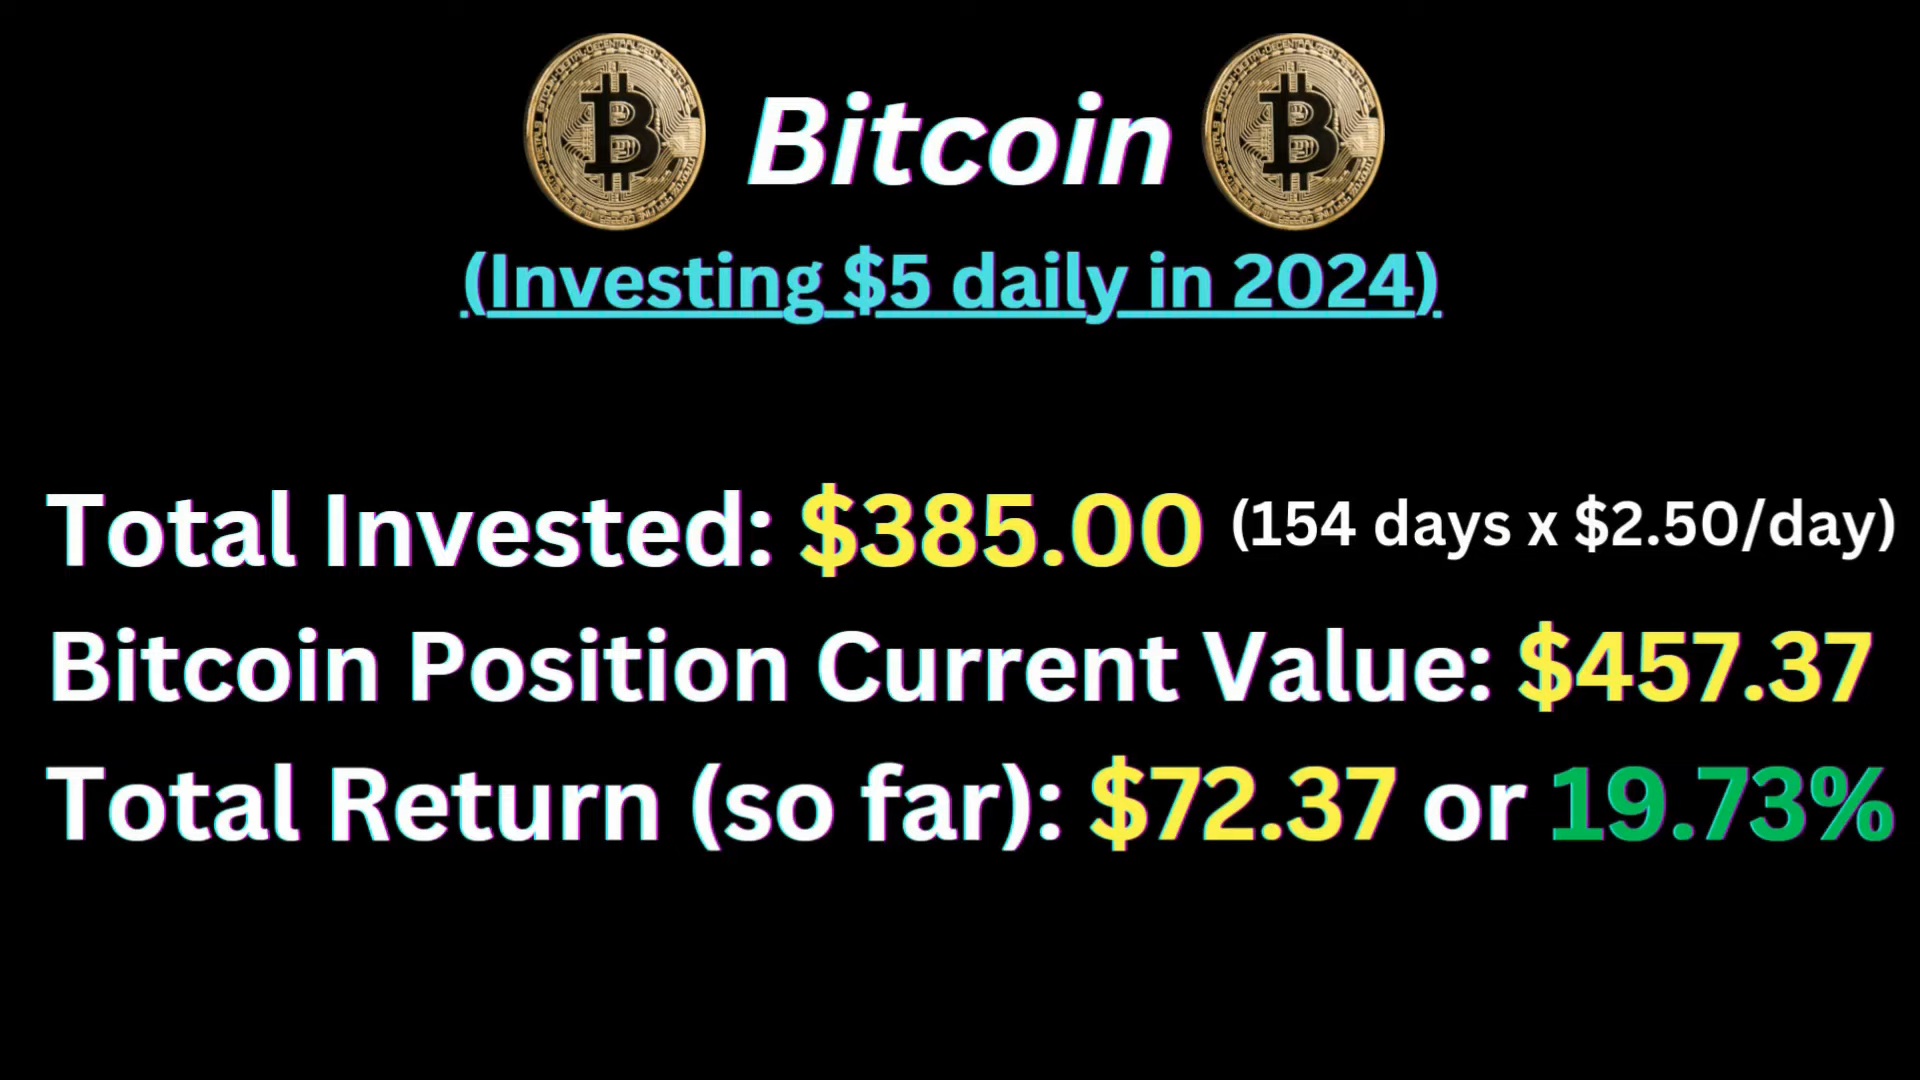 Bitcoin
(Investing $5 daily in 2024)
Total Invested: $385.00 (154 days x $2.50/day)
Bitcoin Position Current Value: $457.37
Total Return (so far): $72.37 or 19.73%